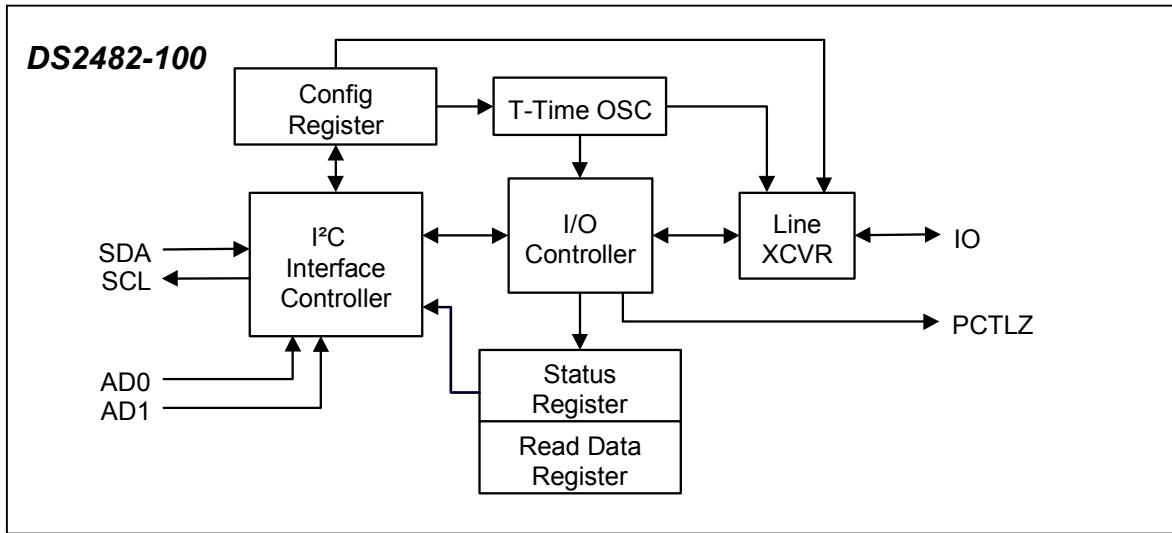 DS2482-100
Config
Register
T-Time OSC
SDA
SCL
I²C
Interface
Controller
I/O
Controller
Line
XCVR
IO
PCTLZ
AD0
AD1
Status
Register
Read Data
Register